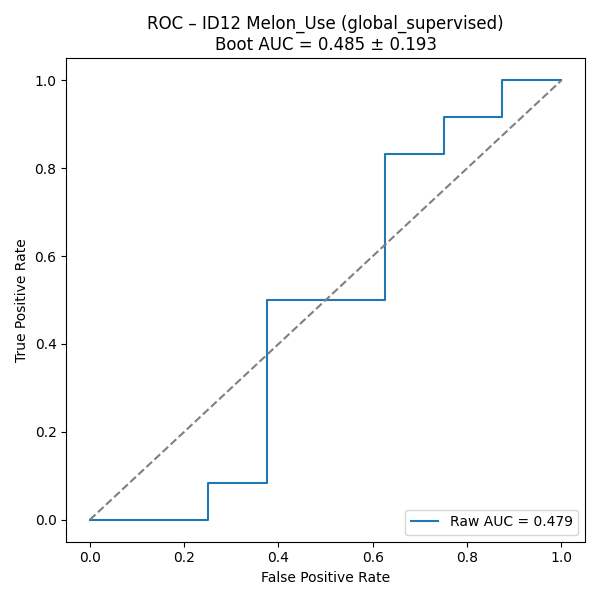 ROC – ID12 Melon_Use (global_supervised)
Boot AUC = 0.485 ± 0.193
1.0
0.8
0.6
0.4
0.2
0.0
True Positive Rate
Raw AUC = 0.479
0.0 0.2 0.4 0.6 0.8 1.0
False Positive Rate